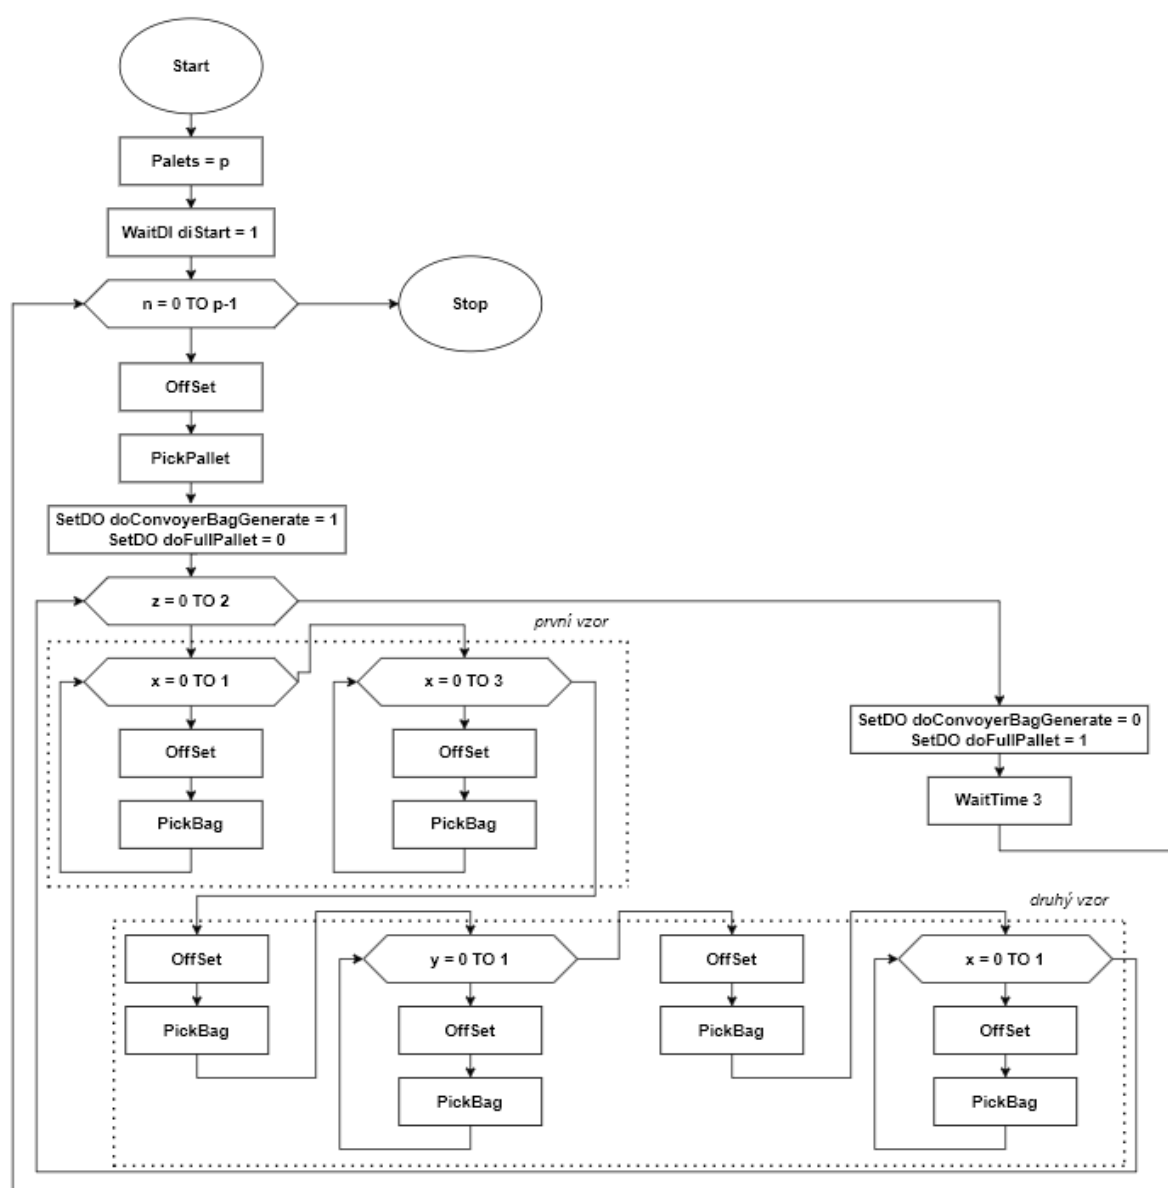 Start
Palets = p
WaitDI diStart = 1
n = 0 TO p-1
Stop
OffSet
PickPallet
SetDO doConvoyerBagGenerate = 1
SetDO doFullPallet = 0
z = 0 TO 2
první vzor
x = 0 TO 1
x = 0 TO 3
OffSet
OffSet
PickBag
PickBag
SetDO doConvoyerBagGenerate = 0
SetDO doFullPallet = 1
WaitTime 3
druhý vzor
OffSet
y = 0 TO 1
OffSet
x = 0 TO 1
PickBag
OffSet
PickBag
OffSet
PickBag
PickBag